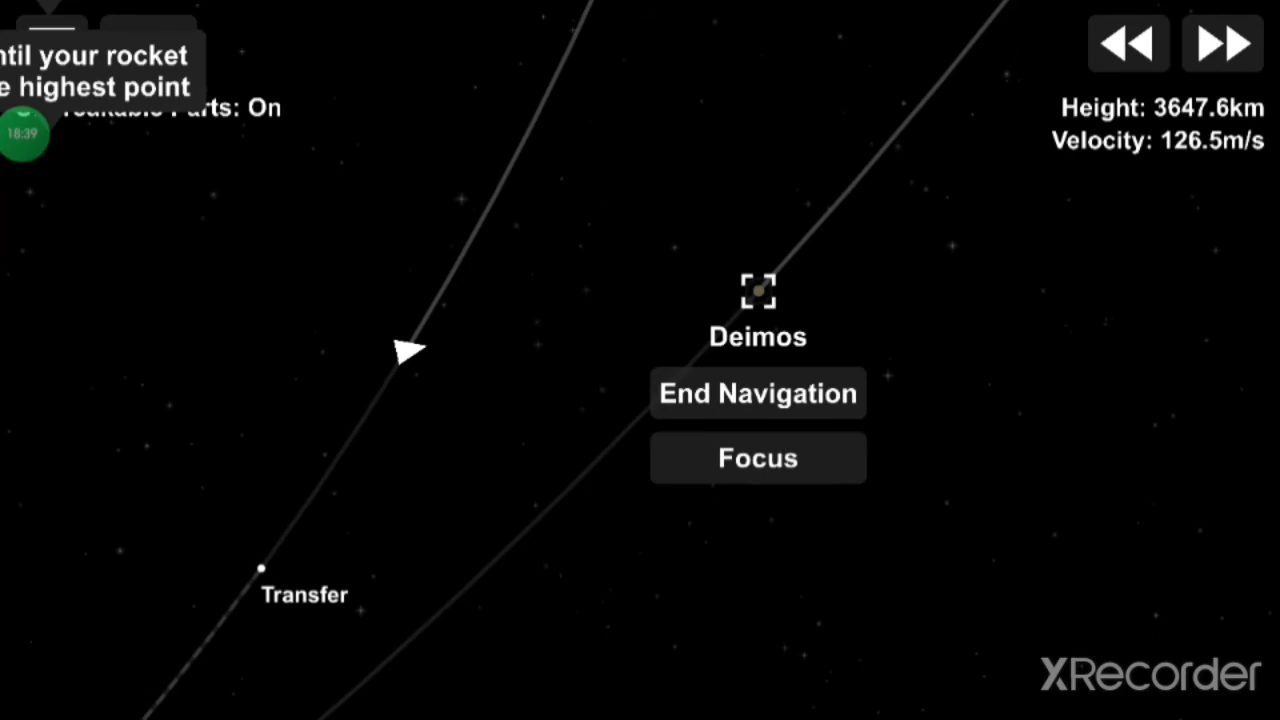 ntil your rocket
e highest point
arts: On
18:39
Height: 3647.6km
Velocity: 126.5m/s
Deimos
End Navigation
Focus
Transfer
XRecorder